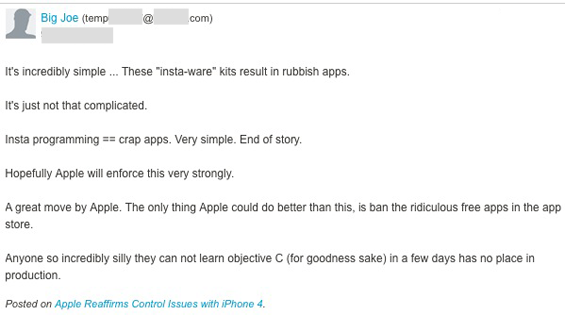 Big Joe (temp @ com)
It's incredibly simple ... These "insta-ware" kits result in rubbish apps.
It's just not that complicated.
Insta programming == crap apps. Very simple. End of story.
Hopefully Apple will enforce this very strongly.
A great move by Apple. The only thing Apple could do better than this, is ban the ridiculous free apps in the app
store.
Anyone so incredibly silly they can not learn objective C (for goodness sake) in a few days has no place in
production.
Posted on Apple Reaffirms Control Issues with iPhone 4.